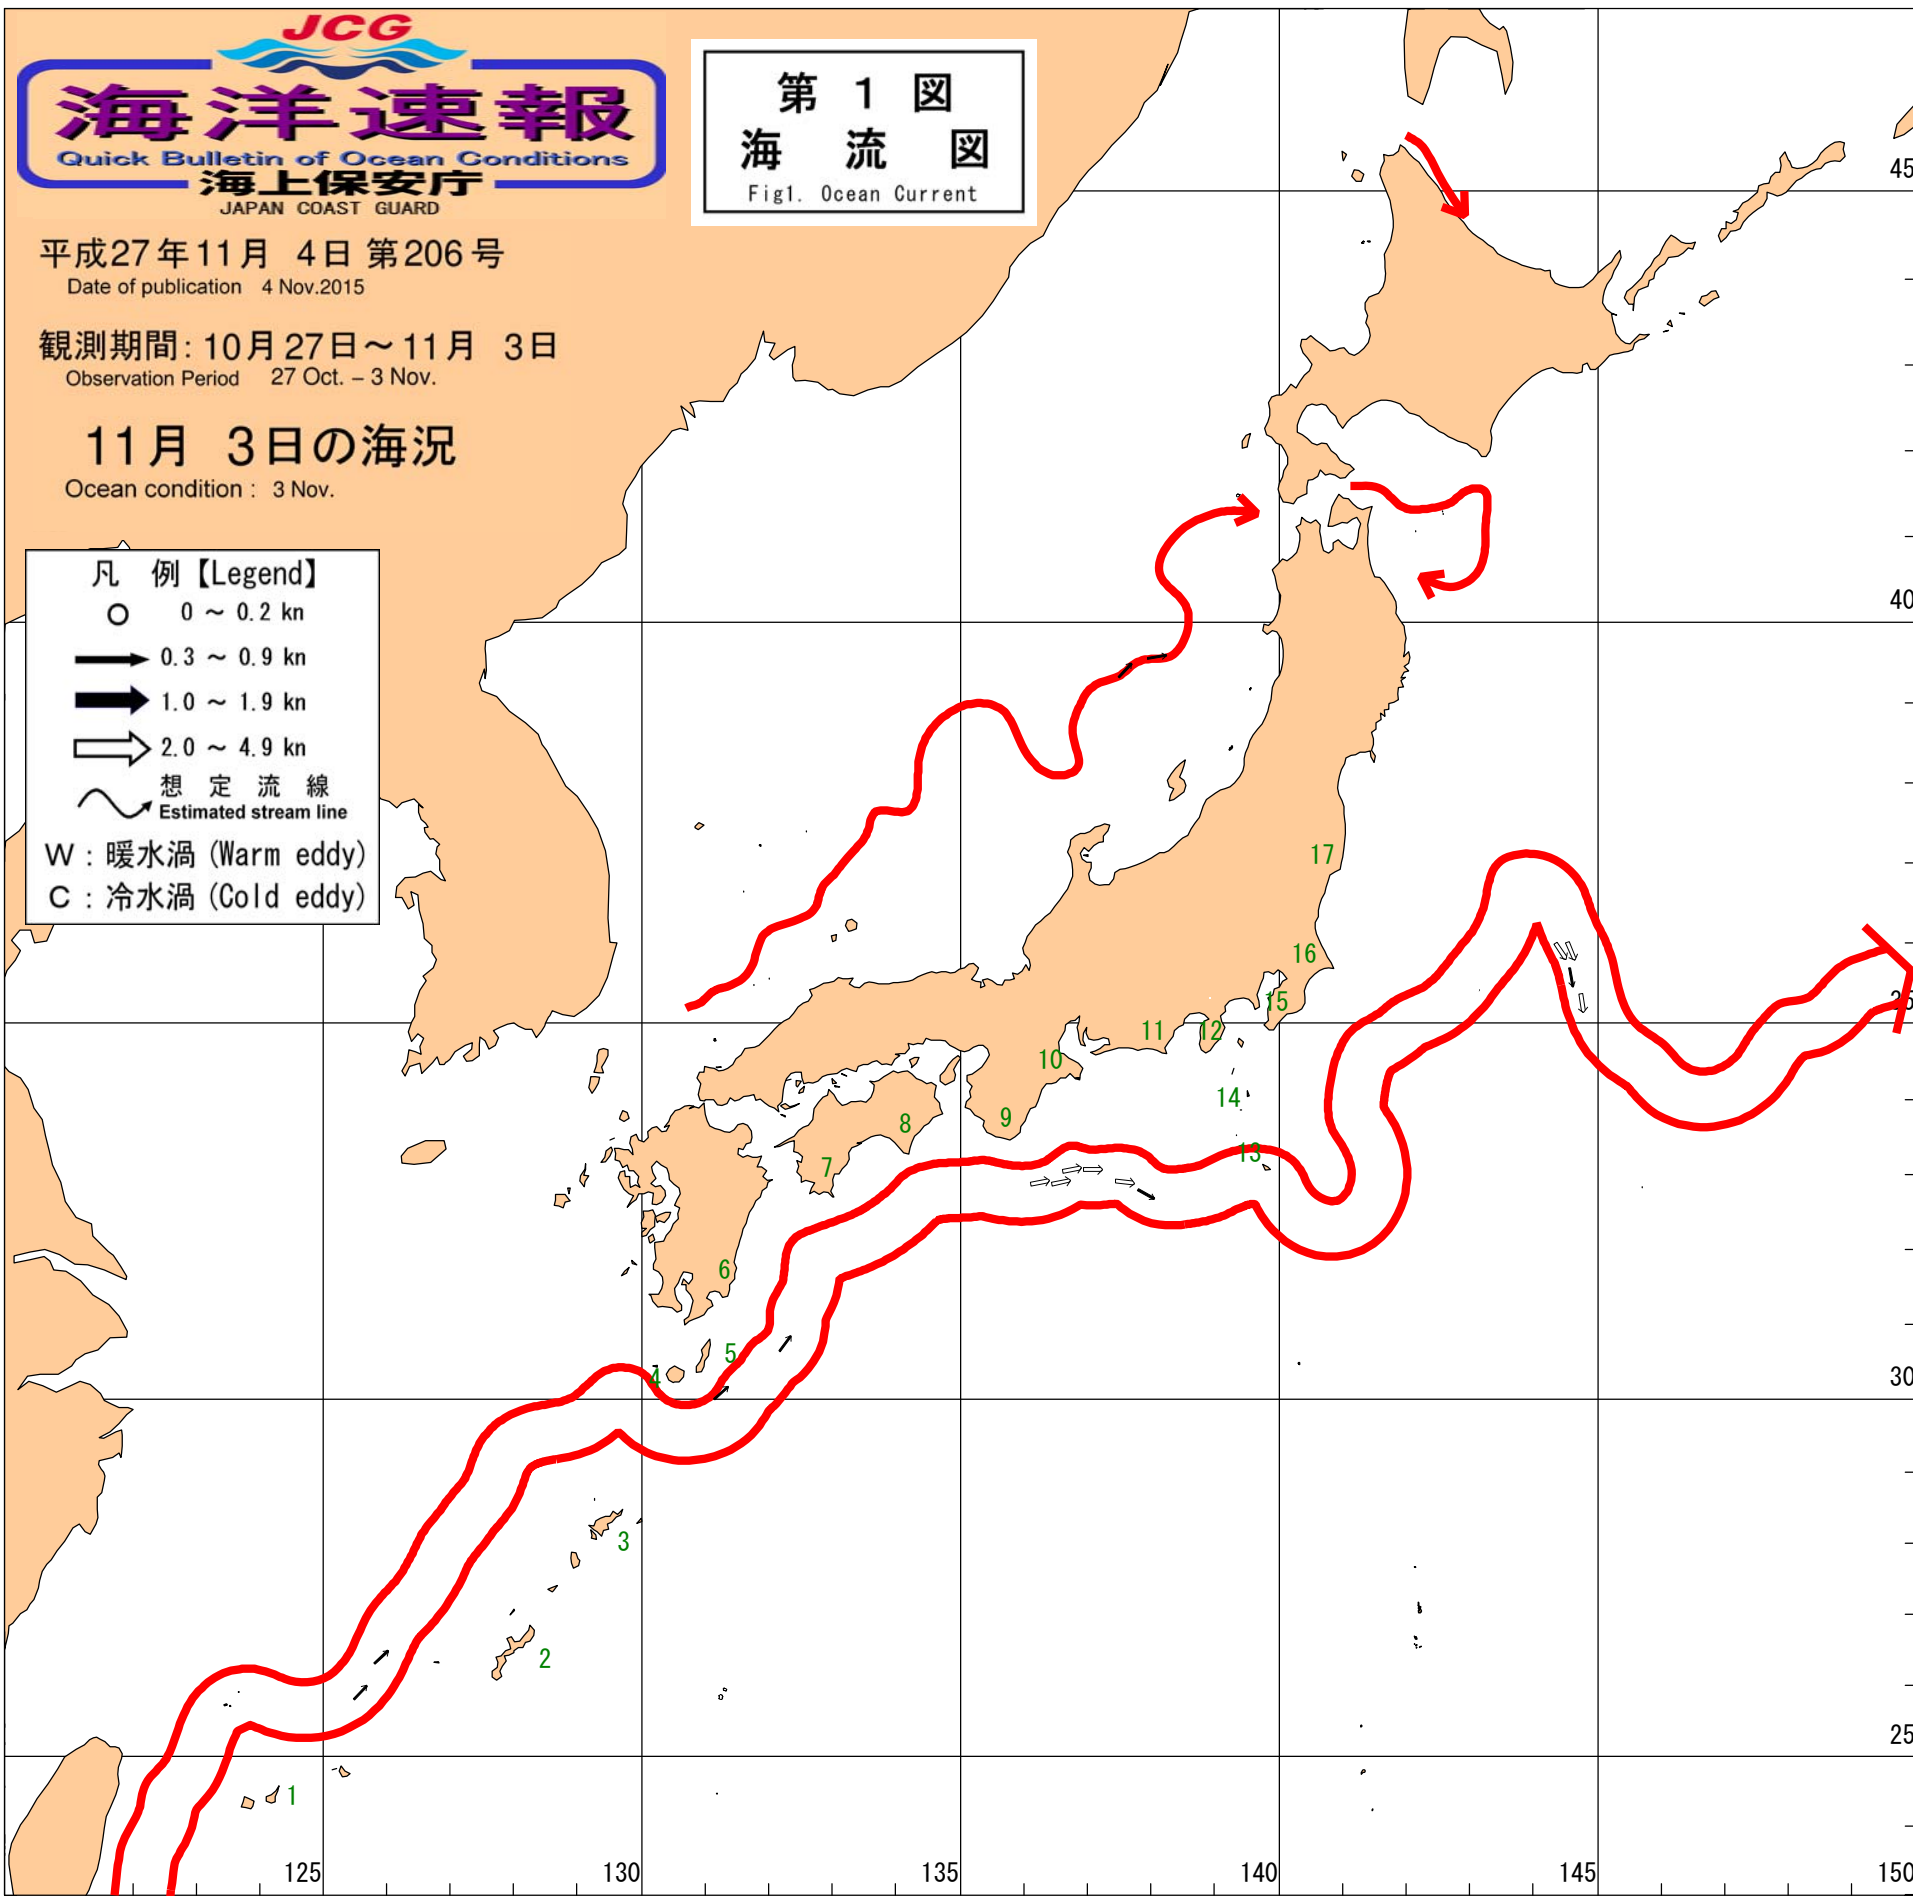 JCG
海洋速報
Quick Bulletin of Ocean Conditions
海上保安庁
JAPAN COAST GUARD
第 1 図
海 流 図
Fig1. Ocean Current
平成27年11月 4日 第206号
Date of publication 4 Nov.2015
観測期間: 10月27日～11月 3日
Observation Period 27 Oct. – 3 Nov.
11月 3日の海況
Ocean condition : 3 Nov.
凡 例【Legend】
0 ～ 0.2 kn
0.3 ～ 0.9 kn
1.0 ～ 1.9 kn
2.0 ～ 4.9 kn
想 定 流 線
Estimated stream line
W : 暖水渦 (Warm eddy)
C : 冷水渦 (Cold eddy)
45
40
17
16
35
15
11
12
10
14
9
8
13
7
6
5
4
30
3
2
25
1
125
130
135
140
145
150